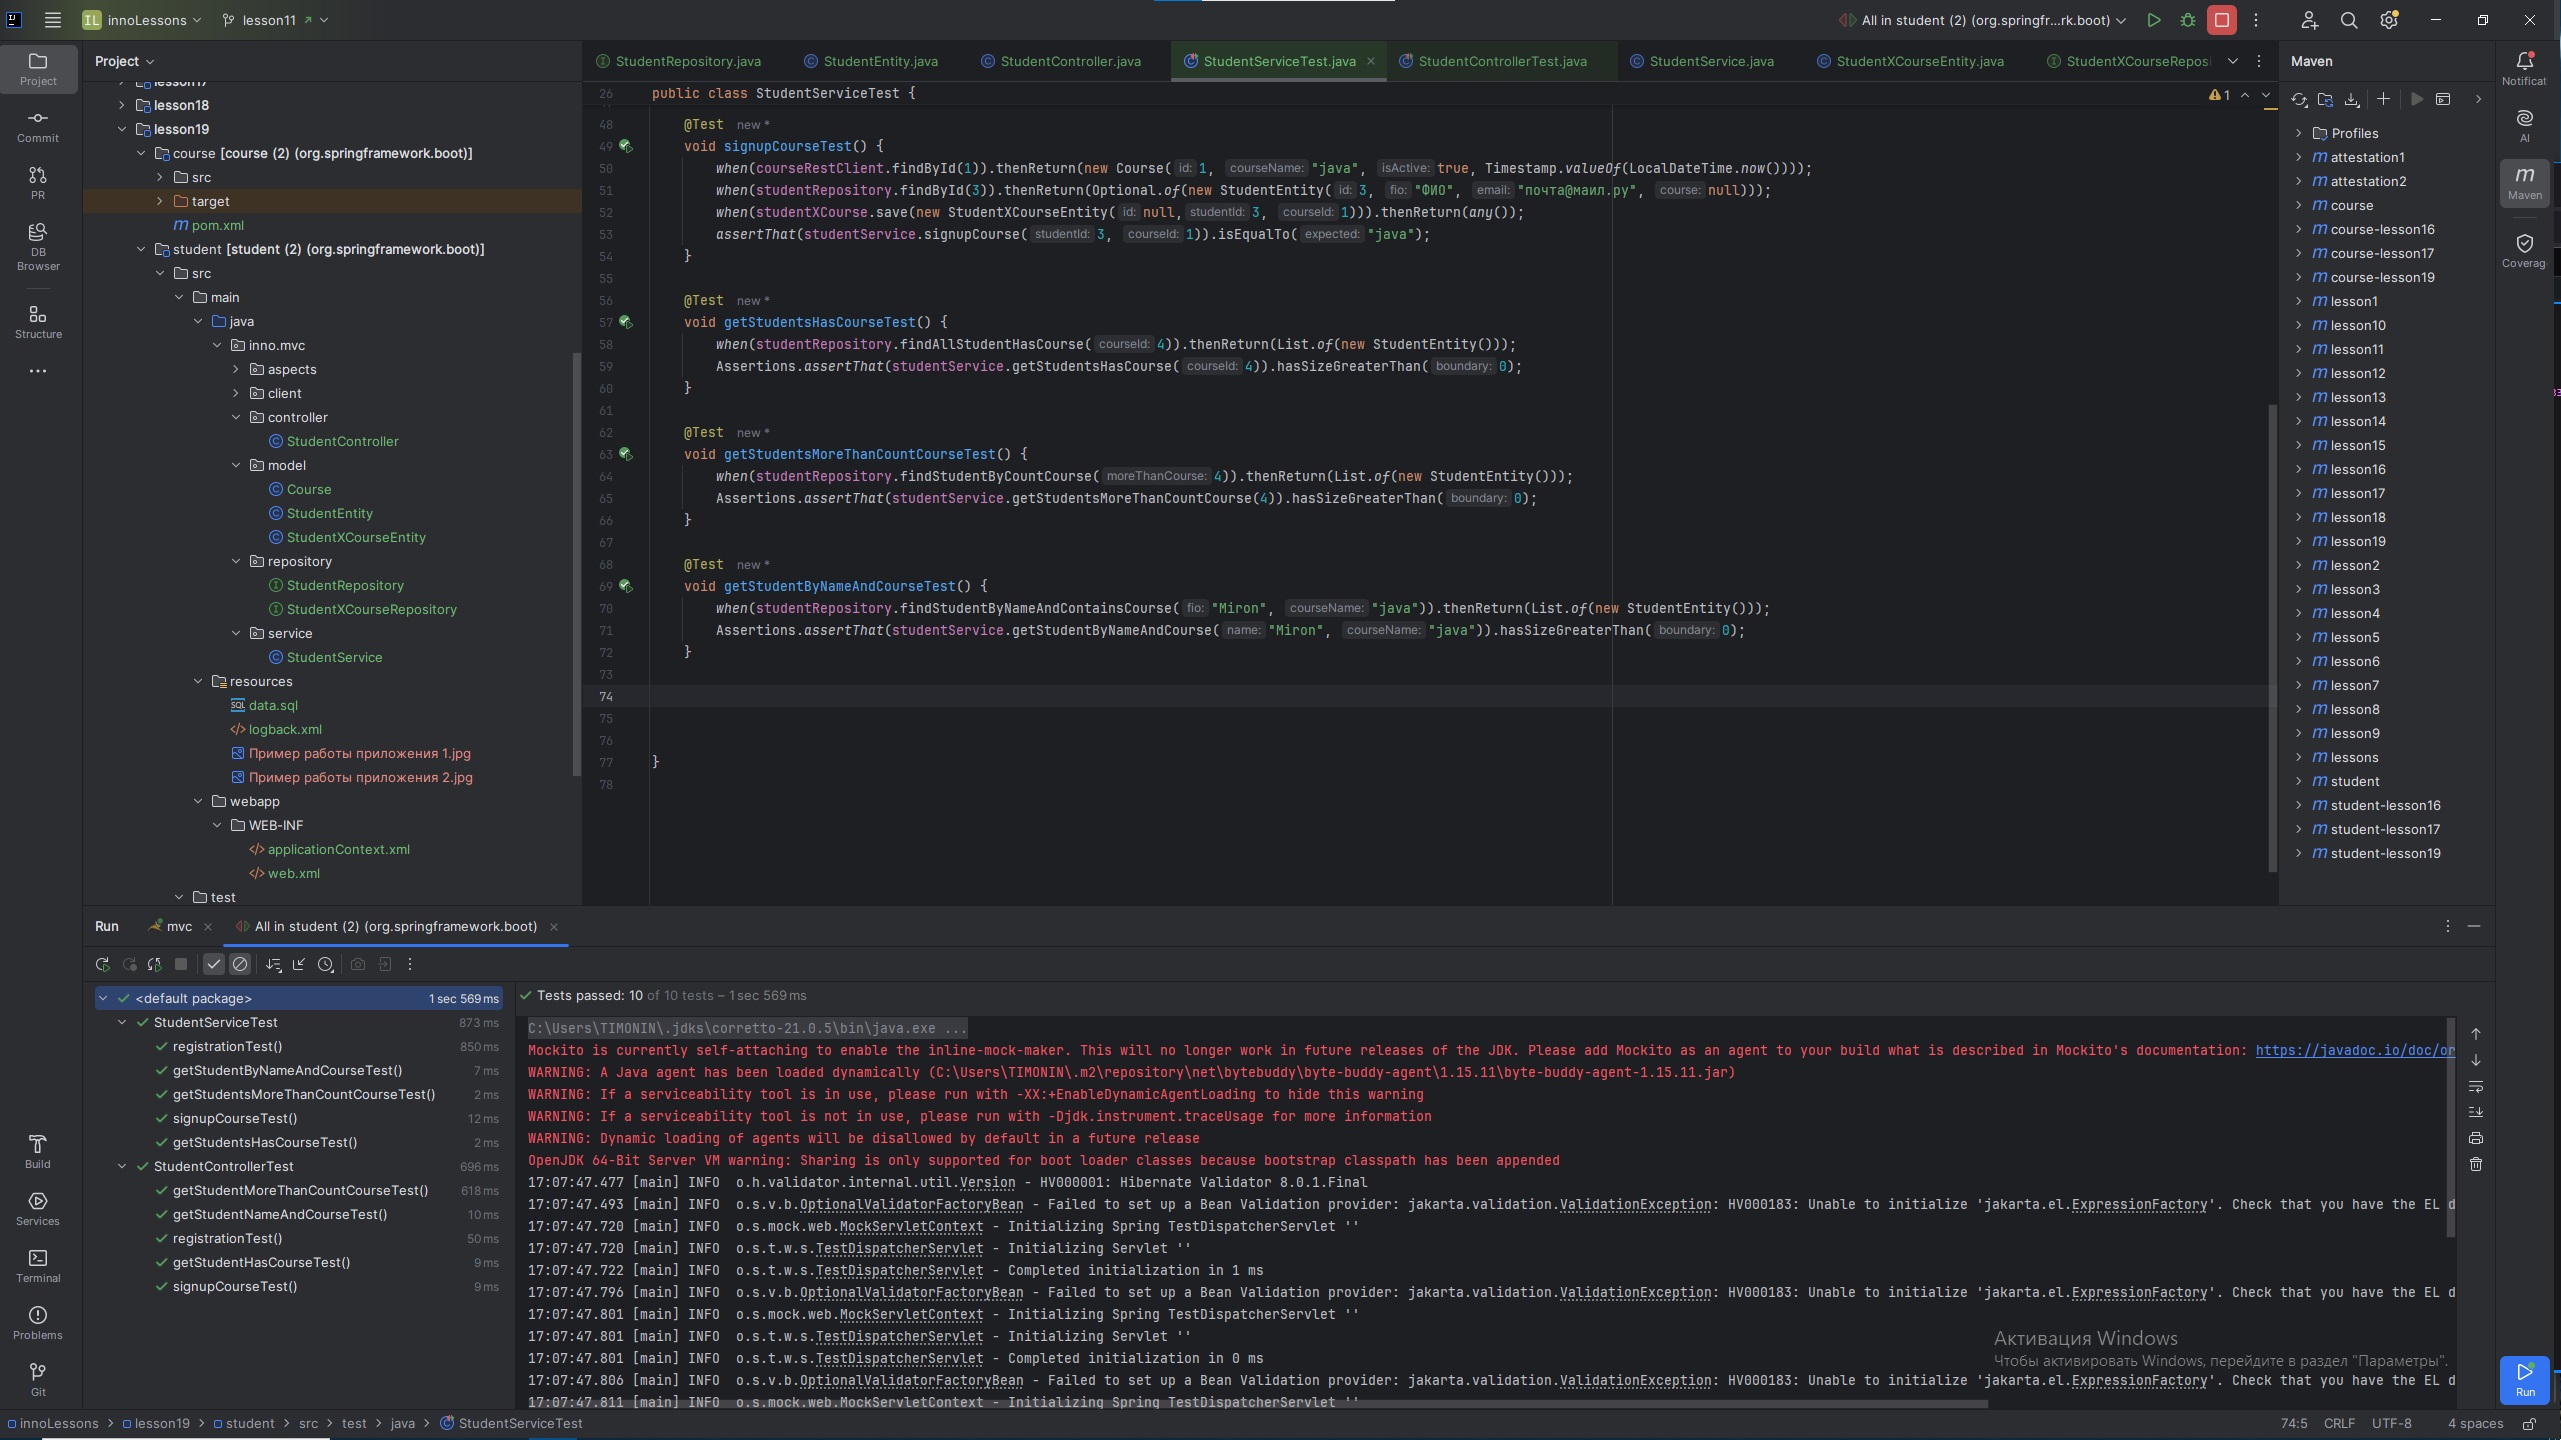 IL innoLessons
lesson11
All in student (2) (org.springfr...rk.boot)
Project
Commit
PR
DB Browser
Structure
Build
Services
Terminal
Problems
Git
Project
lesson17
lesson18
lesson19
course [course (2) (org.springframework.boot)]
src
target
pom.xml
student [student (2) (org.springframework.boot)]
src
main
java
inno.mvc
aspects
client
controller
StudentController
model
Course
StudentEntity
StudentXCourseEntity
repository
StudentRepository
StudentXCourseRepository
service
StudentService
resources
data.sql
logback.xml
Пример работы приложения 1.jpg
Пример работы приложения 2.jpg
webapp
WEB-INF
applicationContext.xml
web.xml
test
StudentRepository.java StudentEntity.java StudentController.java StudentServiceTest.java StudentControllerTest.java StudentService.java StudentXCourseEntity.java StudentXCourseReposi
26 public class StudentServiceTest {
1
48 @Test new *
49 void signupCourseTest() {
50 when(courseRestClient.findById(1)).thenReturn(new Course( id: 1, courseName: "java", isActive: true, Timestamp.valueOf(LocalDateTime.now())));
51 when(studentRepository.findById(3)).thenReturn(Optional.of(new StudentEntity( id: 3, fio: "ФИО", email: "почта@маил.ру", course: null)));
52 when(studentXCourse.save(new StudentXCourseEntity( id: null, studentId: 3, courseId: 1))).thenReturn(any());
53 assertThat(studentService.signupCourse( studentId: 3, courseId: 1)).isEqualTo( expected: "java");
54 }
55
56 @Test new *
57 void getStudentsHasCourseTest() {
58 when(studentRepository.findAllStudentHasCourse( courseId: 4)).thenReturn(List.of(new StudentEntity()));
59 Assertions.assertThat(studentService.getStudentsHasCourse( courseId: 4)).hasSizeGreaterThan( boundary: 0);
60 }
61
62 @Test new *
63 void getStudentsMoreThanCountCourseTest() {
64 when(studentRepository.findStudentByCountCourse( moreThanCourse: 4)).thenReturn(List.of(new StudentEntity()));
65 Assertions.assertThat(studentService.getStudentsMoreThanCountCourse(4)).hasSizeGreaterThan( boundary: 0);
66 }
67
68 @Test new *
69 void getStudentByNameAndCourseTest() {
70 when(studentRepository.findStudentByNameAndContainsCourse( fio: "Miron", courseName: "java")).thenReturn(List.of(new StudentEntity()));
71 Assertions.assertThat(studentService.getStudentByNameAndCourse( name: "Miron", courseName: "java")).hasSizeGreaterThan( boundary: 0);
72 }
73
74
75
76
77 }
78
Maven
Profiles
attestation1
attestation2
course
course-lesson16
course-lesson17
course-lesson19
lesson1
lesson10
lesson11
lesson12
lesson13
lesson14
lesson15
lesson16
lesson17
lesson18
lesson19
lesson2
lesson3
lesson4
lesson5
lesson6
lesson7
lesson8
lesson9
lessons
student
student-lesson16
student-lesson17
student-lesson19
Notificat
AI
Maven
Coverag
Run
Run mvc All in student (2) (org.springframework.boot)
<default package> 1 sec 569 ms
StudentServiceTest 873 ms
registrationTest() 850 ms
getStudentByNameAndCourseTest() 7 ms
getStudentsMoreThanCountCourseTest() 2 ms
signupCourseTest() 12 ms
getStudentsHasCourseTest() 2 ms
StudentControllerTest 696 ms
getStudentMoreThanCountCourseTest() 618 ms
getStudentNameAndCourseTest() 10 ms
registrationTest() 50 ms
getStudentHasCourseTest() 9 ms
signupCourseTest() 9 ms
Tests passed: 10 of 10 tests – 1 sec 569 ms
C:\Users\TIMONIN\.jdks\corretto-21.0.5\bin\java.exe ...
Mockito is currently self-attaching to enable the inline-mock-maker. This will no longer work in future releases of the JDK. Please add Mockito as an agent to your build what is described in Mockito's documentation: https://javadoc.io/doc/or
WARNING: A Java agent has been loaded dynamically (C:\Users\TIMONIN\.m2\repository\net\bytebuddy\byte-buddy-agent\1.15.11\byte-buddy-agent-1.15.11.jar)
WARNING: If a serviceability tool is in use, please run with -XX:+EnableDynamicAgentLoading to hide this warning
WARNING: If a serviceability tool is not in use, please run with -Djdk.instrument.traceUsage for more information
WARNING: Dynamic loading of agents will be disallowed by default in a future release
OpenJDK 64-Bit Server VM warning: Sharing is only supported for boot loader classes because bootstrap classpath has been appended
17:07:47.477 [main] INFO  o.h.validator.internal.util.Version - HV000001: Hibernate Validator 8.0.1.Final
17:07:47.493 [main] INFO  o.s.v.b.OptionalValidatorFactoryBean - Failed to set up a Bean Validation provider: jakarta.validation.ValidationException: HV000183: Unable to initialize 'jakarta.el.ExpressionFactory'. Check that you have the EL d
17:07:47.720 [main] INFO  o.s.mock.web.MockServletContext - Initializing Spring TestDispatcherServlet ''
17:07:47.720 [main] INFO  o.s.t.w.s.TestDispatcherServlet - Initializing Servlet ''
17:07:47.722 [main] INFO  o.s.t.w.s.TestDispatcherServlet - Completed initialization in 1 ms
17:07:47.796 [main] INFO  o.s.v.b.OptionalValidatorFactoryBean - Failed to set up a Bean Validation provider: jakarta.validation.ValidationException: HV000183: Unable to initialize 'jakarta.el.ExpressionFactory'. Check that you have the EL d
17:07:47.801 [main] INFO  o.s.mock.web.MockServletContext - Initializing Spring TestDispatcherServlet ''
17:07:47.801 [main] INFO  o.s.t.w.s.TestDispatcherServlet - Initializing Servlet ''
17:07:47.801 [main] INFO  o.s.t.w.s.TestDispatcherServlet - Completed initialization in 0 ms
17:07:47.806 [main] INFO  o.s.v.b.OptionalValidatorFactoryBean - Failed to set up a Bean Validation provider: jakarta.validation.ValidationException: HV000183: Unable to initialize 'jakarta.el.ExpressionFactory'. Check that you have the EL d
17:07:47.811 [main] INFO  o.s.mock.web.MockServletContext - Initializing Spring TestDispatcherServlet ''
Активация Windows
Чтобы активировать Windows, перейдите в раздел "Параметры".
innoLessons > lesson19 > student > src > test > java > StudentServiceTest
74:5 CRLF UTF-8 4 spaces